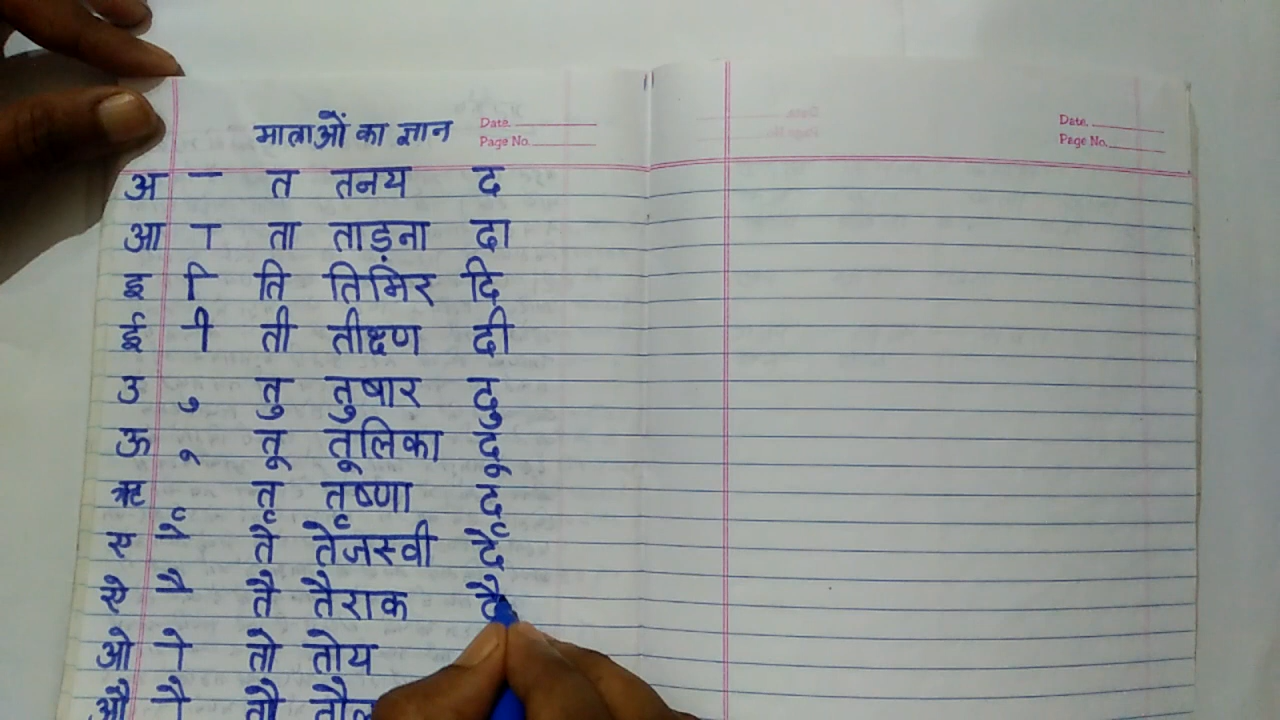 मात्राओं का ज्ञान
Date.
Page No.
Date.
Page No.
अ – त तनय द
आ ा ता ताड़ना दा
इ ि ति तिमिर दि
ई ी ती तीक्ष्ण दी
उ ु तु तुषार दु
ऊ ू तू तूलिका दू
ऋ ृ तृ तृष्णा दृ
ए े ते तेजस्वी दे
ऐ ै तै तैराक दै
ओ ो तो तोय
औ ौ तौ